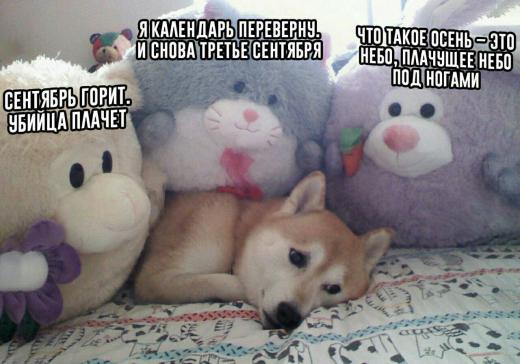 СЕНТЯБРЬ ГОРИТ.
УБИЙЦА ПЛАЧЕТ
Я КАЛЕНДАРЬ ПЕРЕВЕРНУ.
И СНОВА ТРЕТЬЕ СЕНТЯБРЯ
ЧТО ТАКОЕ ОСЕНЬ – ЭТО
НЕБО, ПЛАЧУЩЕЕ НЕБО
ПОД НОГАМИ